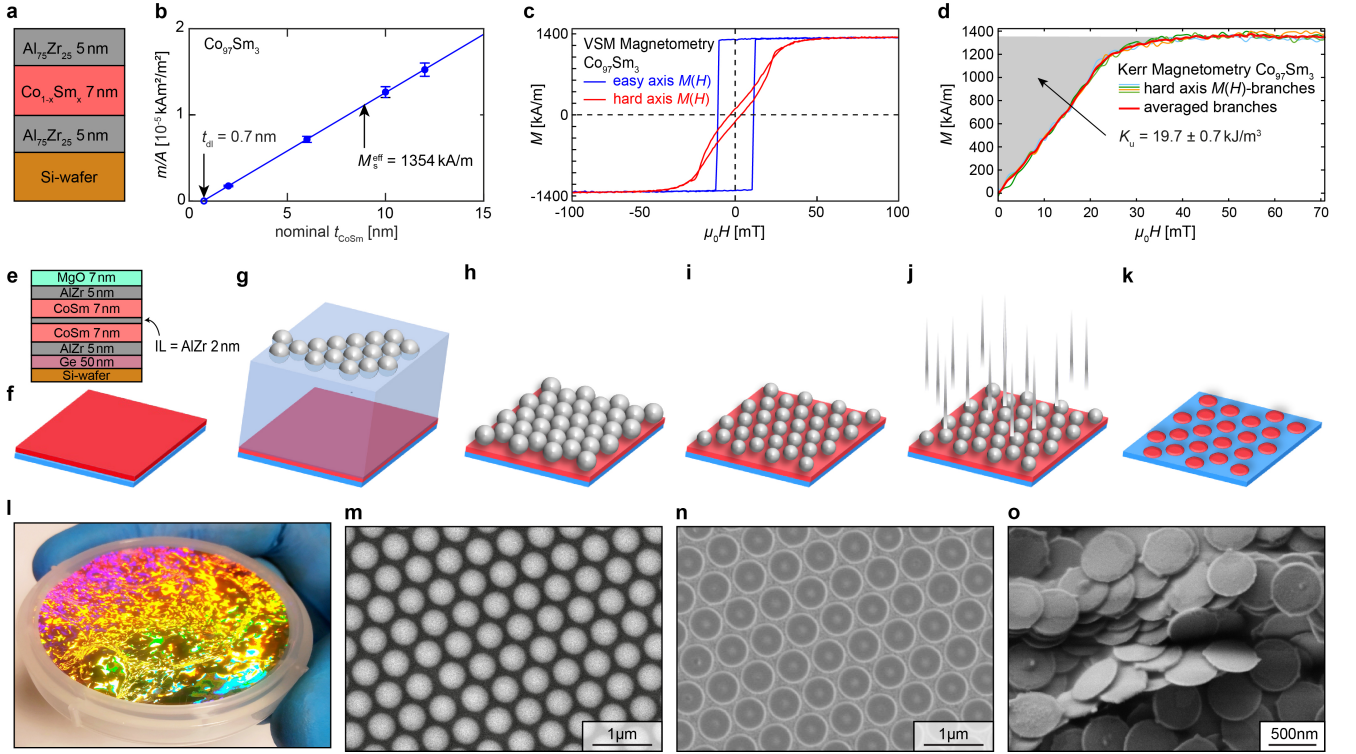 a
Al75Zr25 5 nm
Co1-xSmx 7 nm
Al75Zr25 5 nm
Si-wafer
b
Co97Sm3
2
1
0
m/A [10⁻⁵ kAm²/m²]
tdl = 0.7 nm
Mₛᵉᶠᶠ = 1354 kA/m
0
5
10
15
nominal tCoSm [nm]
c
1400
0
-1400
M [kA/m]
VSM Magnetometry
Co97Sm3
easy axis M(H)
hard axis M(H)
-100
-50
0
50
100
μ0H [mT]
d
1400
1200
1000
800
600
400
200
0
M [kA/m]
Kerr Magnetometry Co97Sm3
hard axis M(H)-branches
averaged branches
Ku = 19.7 ± 0.7 kJ/m³
0
10
20
30
40
50
60
70
μ0H [mT]
e
MgO 7 nm
AlZr 5 nm
CoSm 7 nm
CoSm 7 nm
AlZr 5 nm
Ge 50 nm
Si-wafer
IL = AlZr 2 nm
f
g
h
i
j
k
l
m
1µm
n
1µm
o
500nm